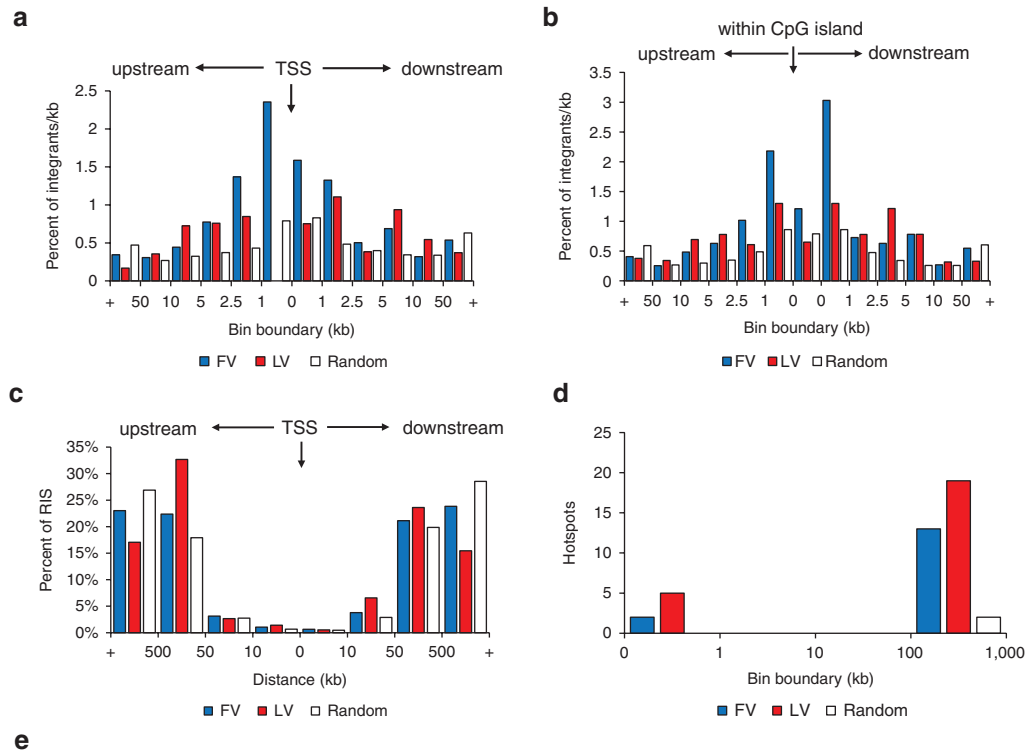 a
upstream TSS downstream
Percent of integrants/kb
2.5
2
1.5
1
0.5
0
+ 50 10 5 2.5 1 0 1 2.5 5 10 50 +
Bin boundary (kb)
FV LV Random
b
within CpG island
upstream downstream
Percent of integrants/kb
3.5
3
2.5
2
1.5
1
0.5
0
+ 50 10 5 2.5 1 0 0 1 2.5 5 10 50 +
Bin boundary (kb)
FV LV Random
c
upstream TSS downstream
Percent of RIS
35%
30%
25%
20%
15%
10%
5%
0%
+ 500 50 10 0 10 50 500 +
Distance (kb)
FV LV Random
d
Hotspots
25
20
15
10
5
0
0 1 10 100 1,000
Bin boundary (kb)
FV LV Random
e